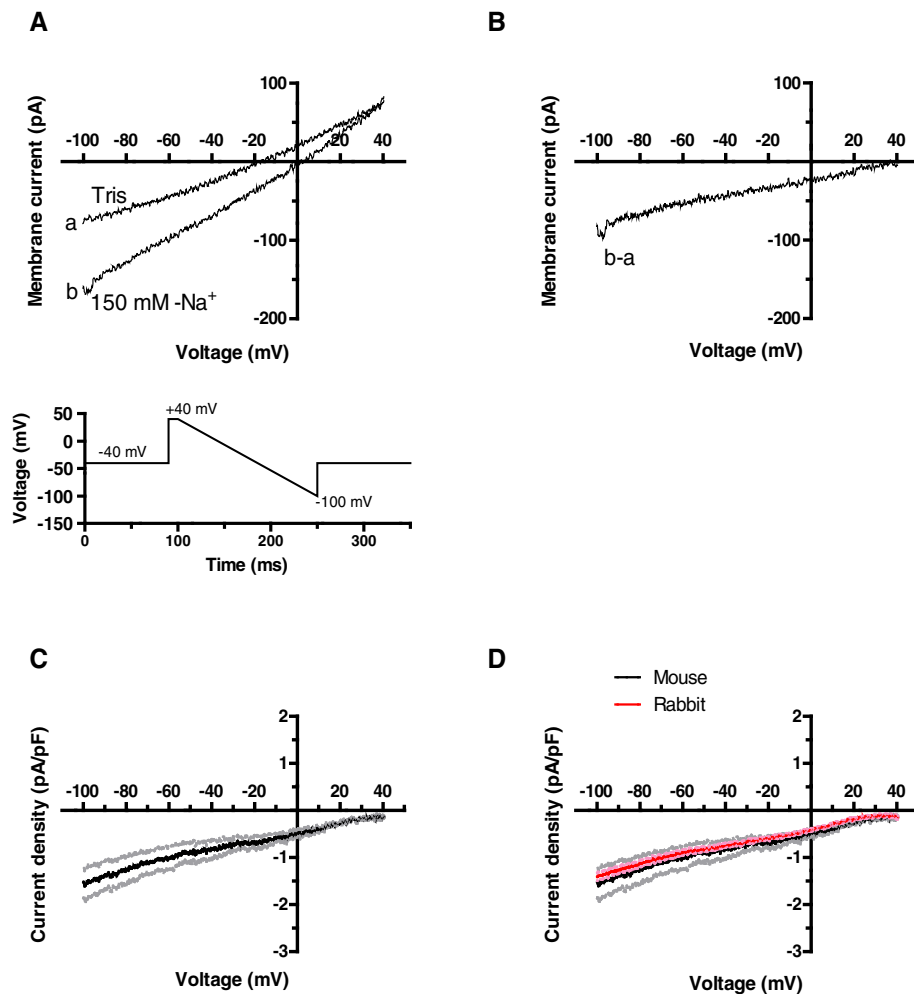 A
B
100
-100
-80
-60
-40
-20
20
40
-100
-200
Membrane current (pA)
Tris
a
b
150 mM -Na⁺
Voltage (mV)
100
-100
-80
-60
-40
-20
20
40
-100
-200
Membrane current (pA)
b-a
Voltage (mV)
50
0
-50
-100
-150
Voltage (mV)
+40 mV
-40 mV
-100 mV
0
100
200
300
Time (ms)
C
D
2
1
-100
-80
-60
-40
-20
20
40
-1
-2
-3
Current density (pA/pF)
Voltage (mV)
Mouse
Rabbit
2
1
-100
-80
-60
-40
-20
20
40
-1
-2
-3
Current density (pA/pF)
Voltage (mV)